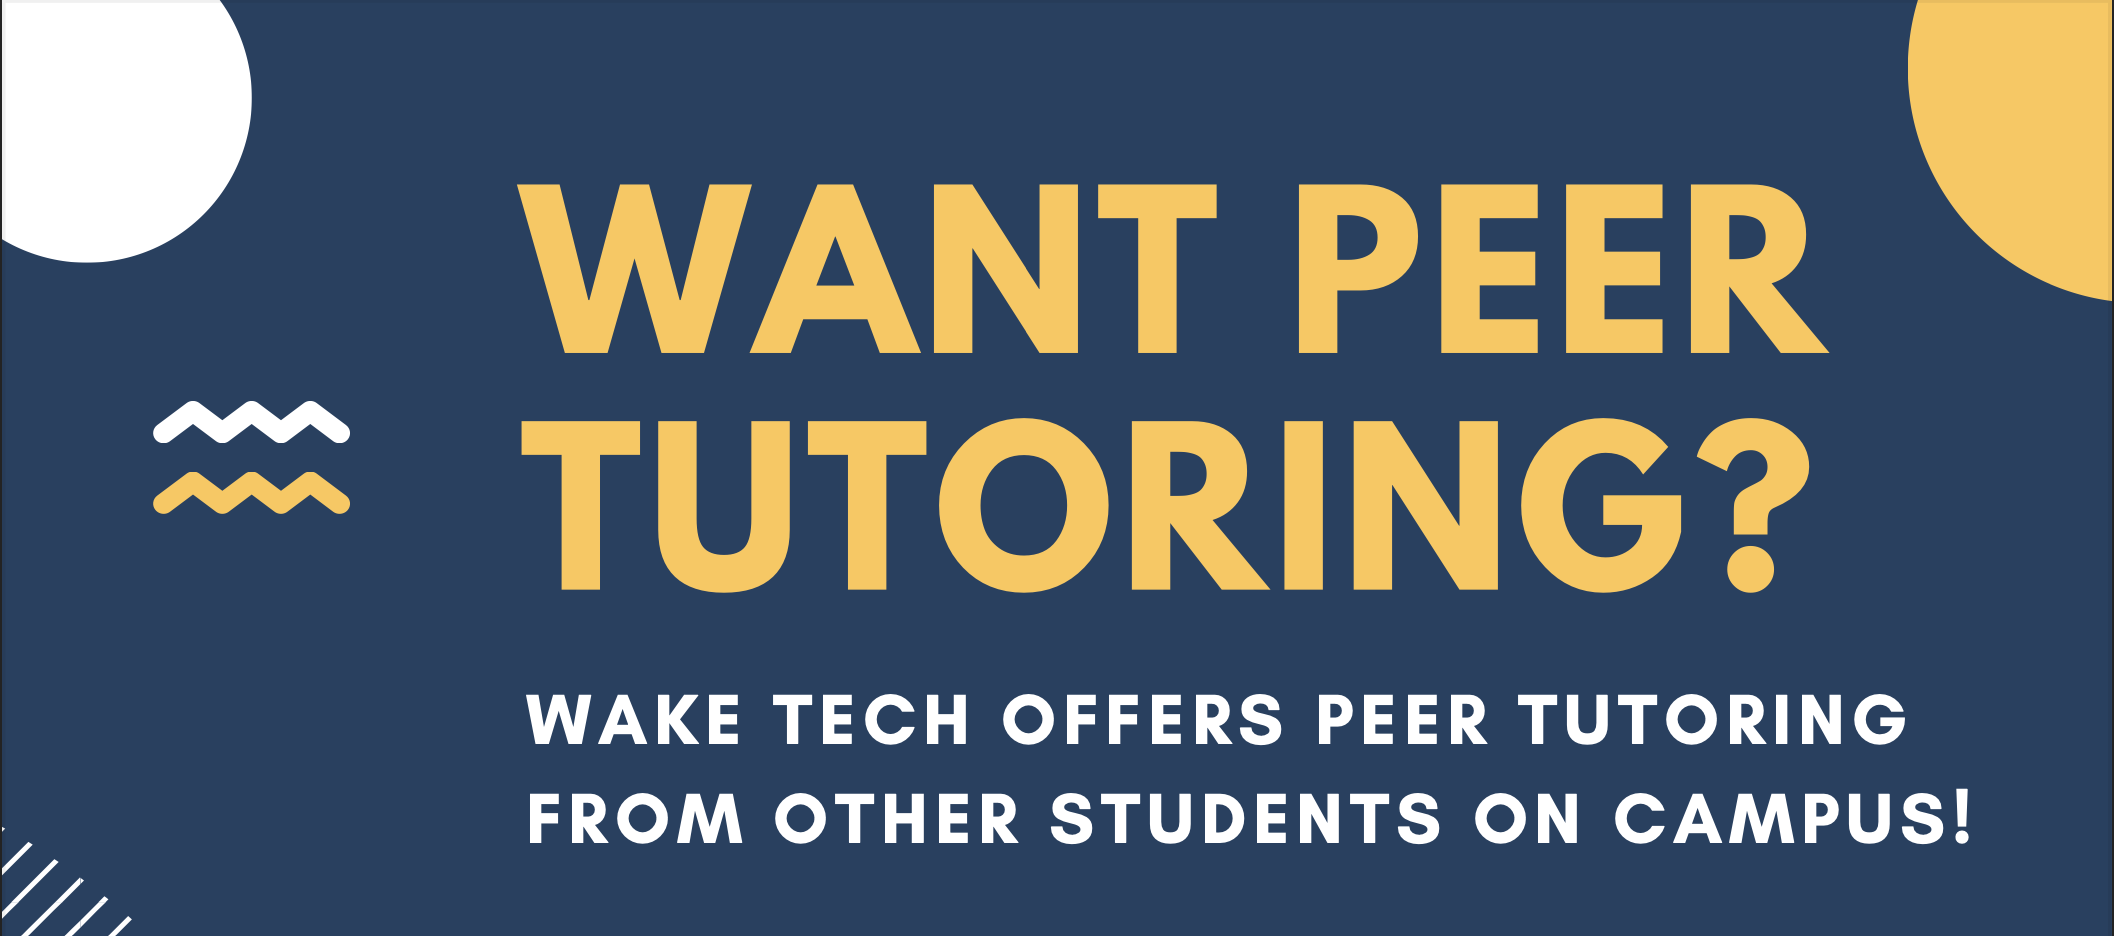 WANT PEER
TUTORING?
WAKE TECH OFFERS PEER TUTORING
FROM OTHER STUDENTS ON CAMPUS!